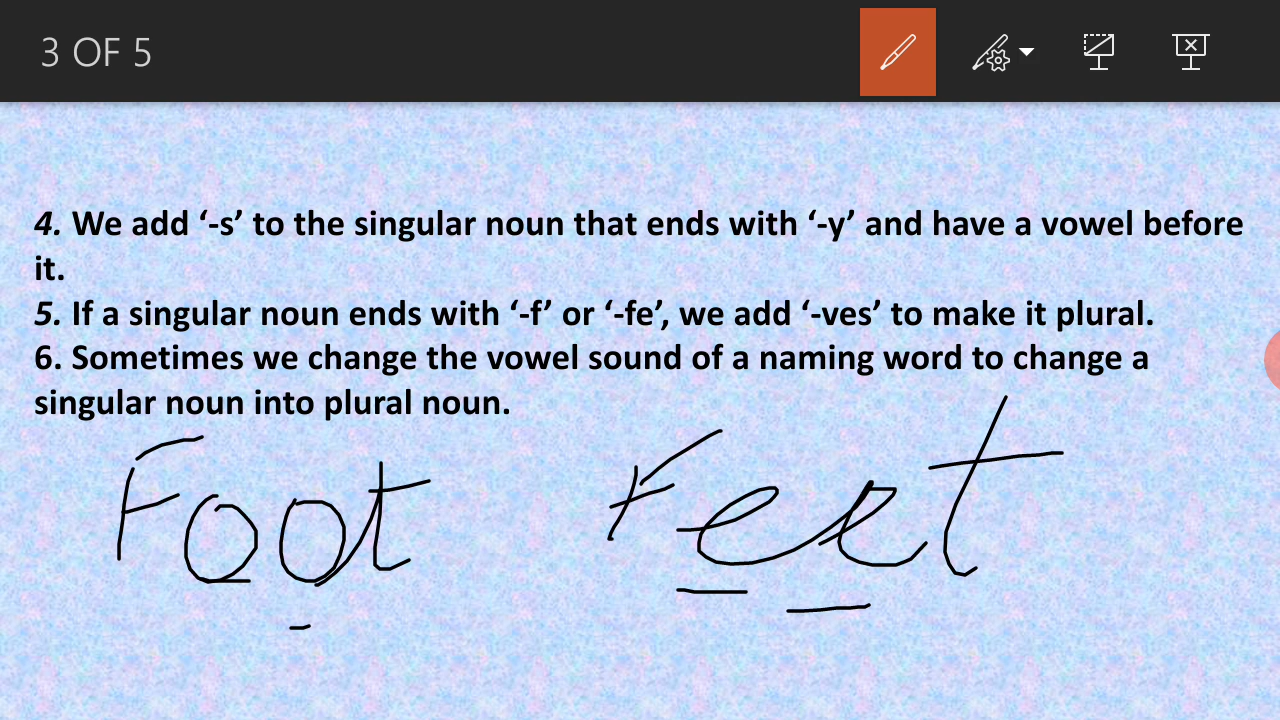 3 OF 5
4. We add ‘-s’ to the singular noun that ends with ‘-y’ and have a vowel before
it.
5. If a singular noun ends with ‘-f’ or ‘-fe’, we add ‘-ves’ to make it plural.
6. Sometimes we change the vowel sound of a naming word to change a
singular noun into plural noun.
Foot Feet